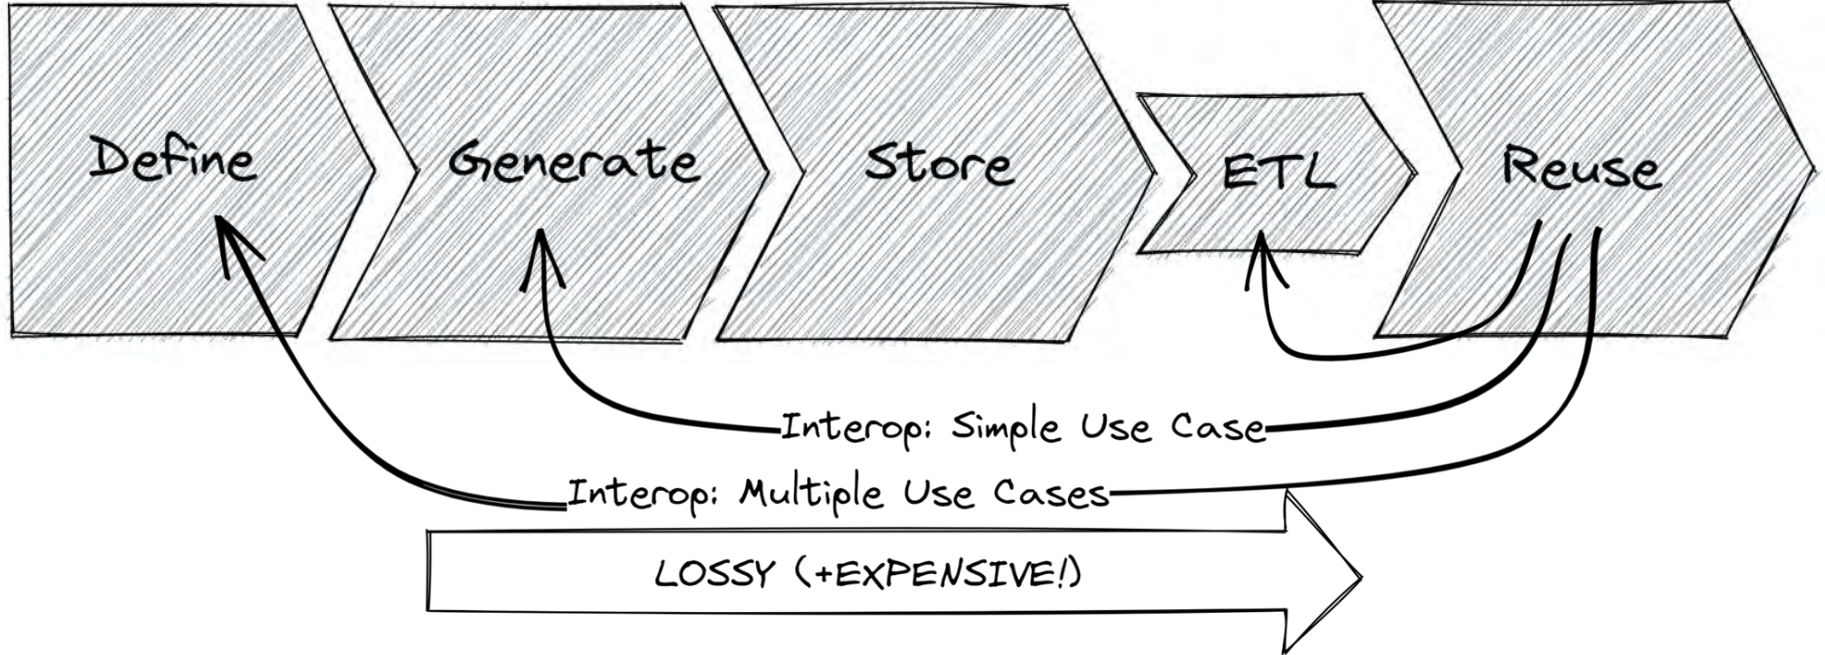 Define
Generate
Store
ETL
Reuse
Interop: Simple Use Case
Interop: Multiple Use Cases
LOSSY (+EXPENSIVE!)